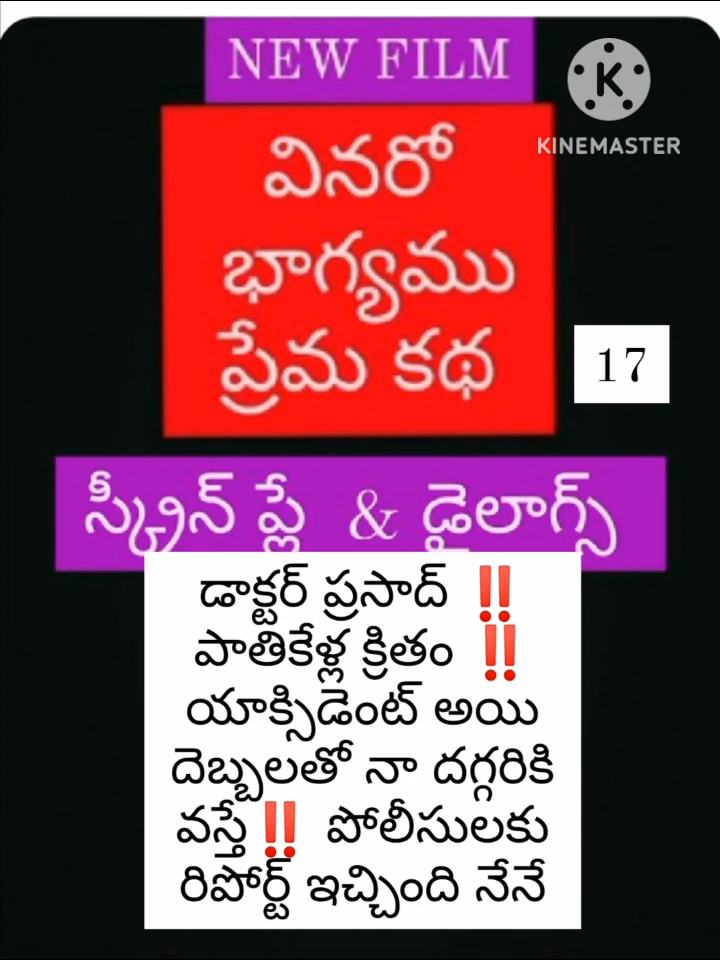 NEW FILM
KINEMASTER
వినరో
భాగ్యము
ప్రేమ కథ
17
స్క్రీన్ ప్లే & డైలాగ్స్
డాక్టర్ ప్రసాద్ ‼️
పాతికేళ్ల క్రితం ‼️
యాక్సిడెంట్ అయి
దెబ్బలతో నా దగ్గరికి
వస్తే ‼️ పోలీసులకు
రిపోర్ట్ ఇచ్చింది నేనే